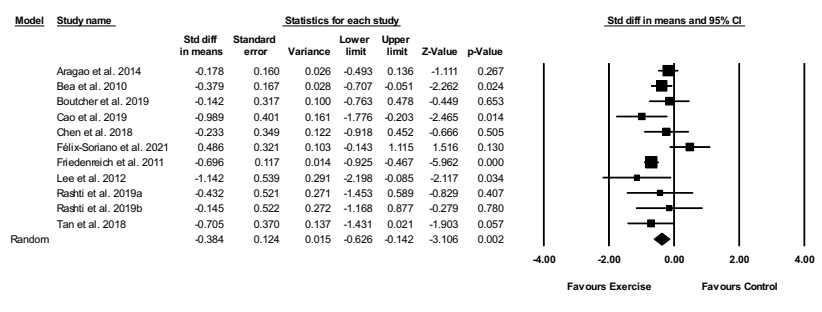 Model Study name Statistics for each study Std diff in means and 95% CI
Std diff Standard Lower Upper
in means error Variance limit limit Z-Value p-Value
Aragao et al. 2014 -0.178 0.160 0.026 -0.493 0.136 -1.111 0.267
Bea et al. 2010 -0.379 0.167 0.028 -0.707 -0.051 -2.262 0.024
Boutcher et al. 2019 -0.142 0.317 0.100 -0.763 0.478 -0.449 0.653
Cao et al. 2019 -0.989 0.401 0.161 -1.776 -0.203 -2.465 0.014
Chen et al. 2018 -0.233 0.349 0.122 -0.918 0.452 -0.666 0.505
Félix-Soriano et al. 2021 0.486 0.321 0.103 -0.143 1.115 1.516 0.130
Friedenreich et al. 2011 -0.696 0.117 0.014 -0.925 -0.467 -5.962 0.000
Lee et al. 2012 -1.142 0.539 0.291 -2.198 -0.085 -2.117 0.034
Rashti et al. 2019a -0.432 0.521 0.271 -1.453 0.589 -0.829 0.407
Rashti et al. 2019b -0.145 0.522 0.272 -1.168 0.877 -0.279 0.780
Tan et al. 2018 -0.705 0.370 0.137 -1.431 0.021 -1.903 0.057
Random -0.384 0.124 0.015 -0.626 -0.142 -3.106 0.002
-4.00 -2.00 0.00 2.00 4.00
Favours Exercise Favours Control